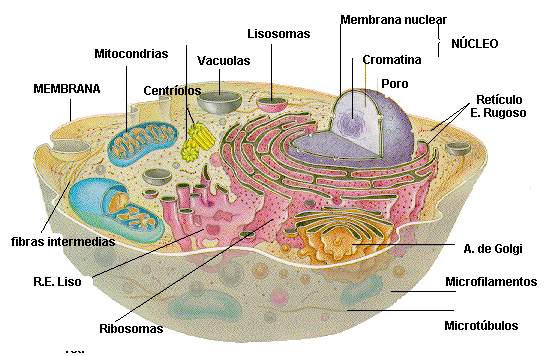 Membrana nuclear
Lisosomas
NÚCLEO
Mitocondrias
Vacuolas
Cromatina
Poro
MEMBRANA
Centríolos
Retículo
E. Rugoso
fibras intermedias
A. de Golgi
R.E. Liso
Microfilamentos
Ribosomas
Microtúbulos